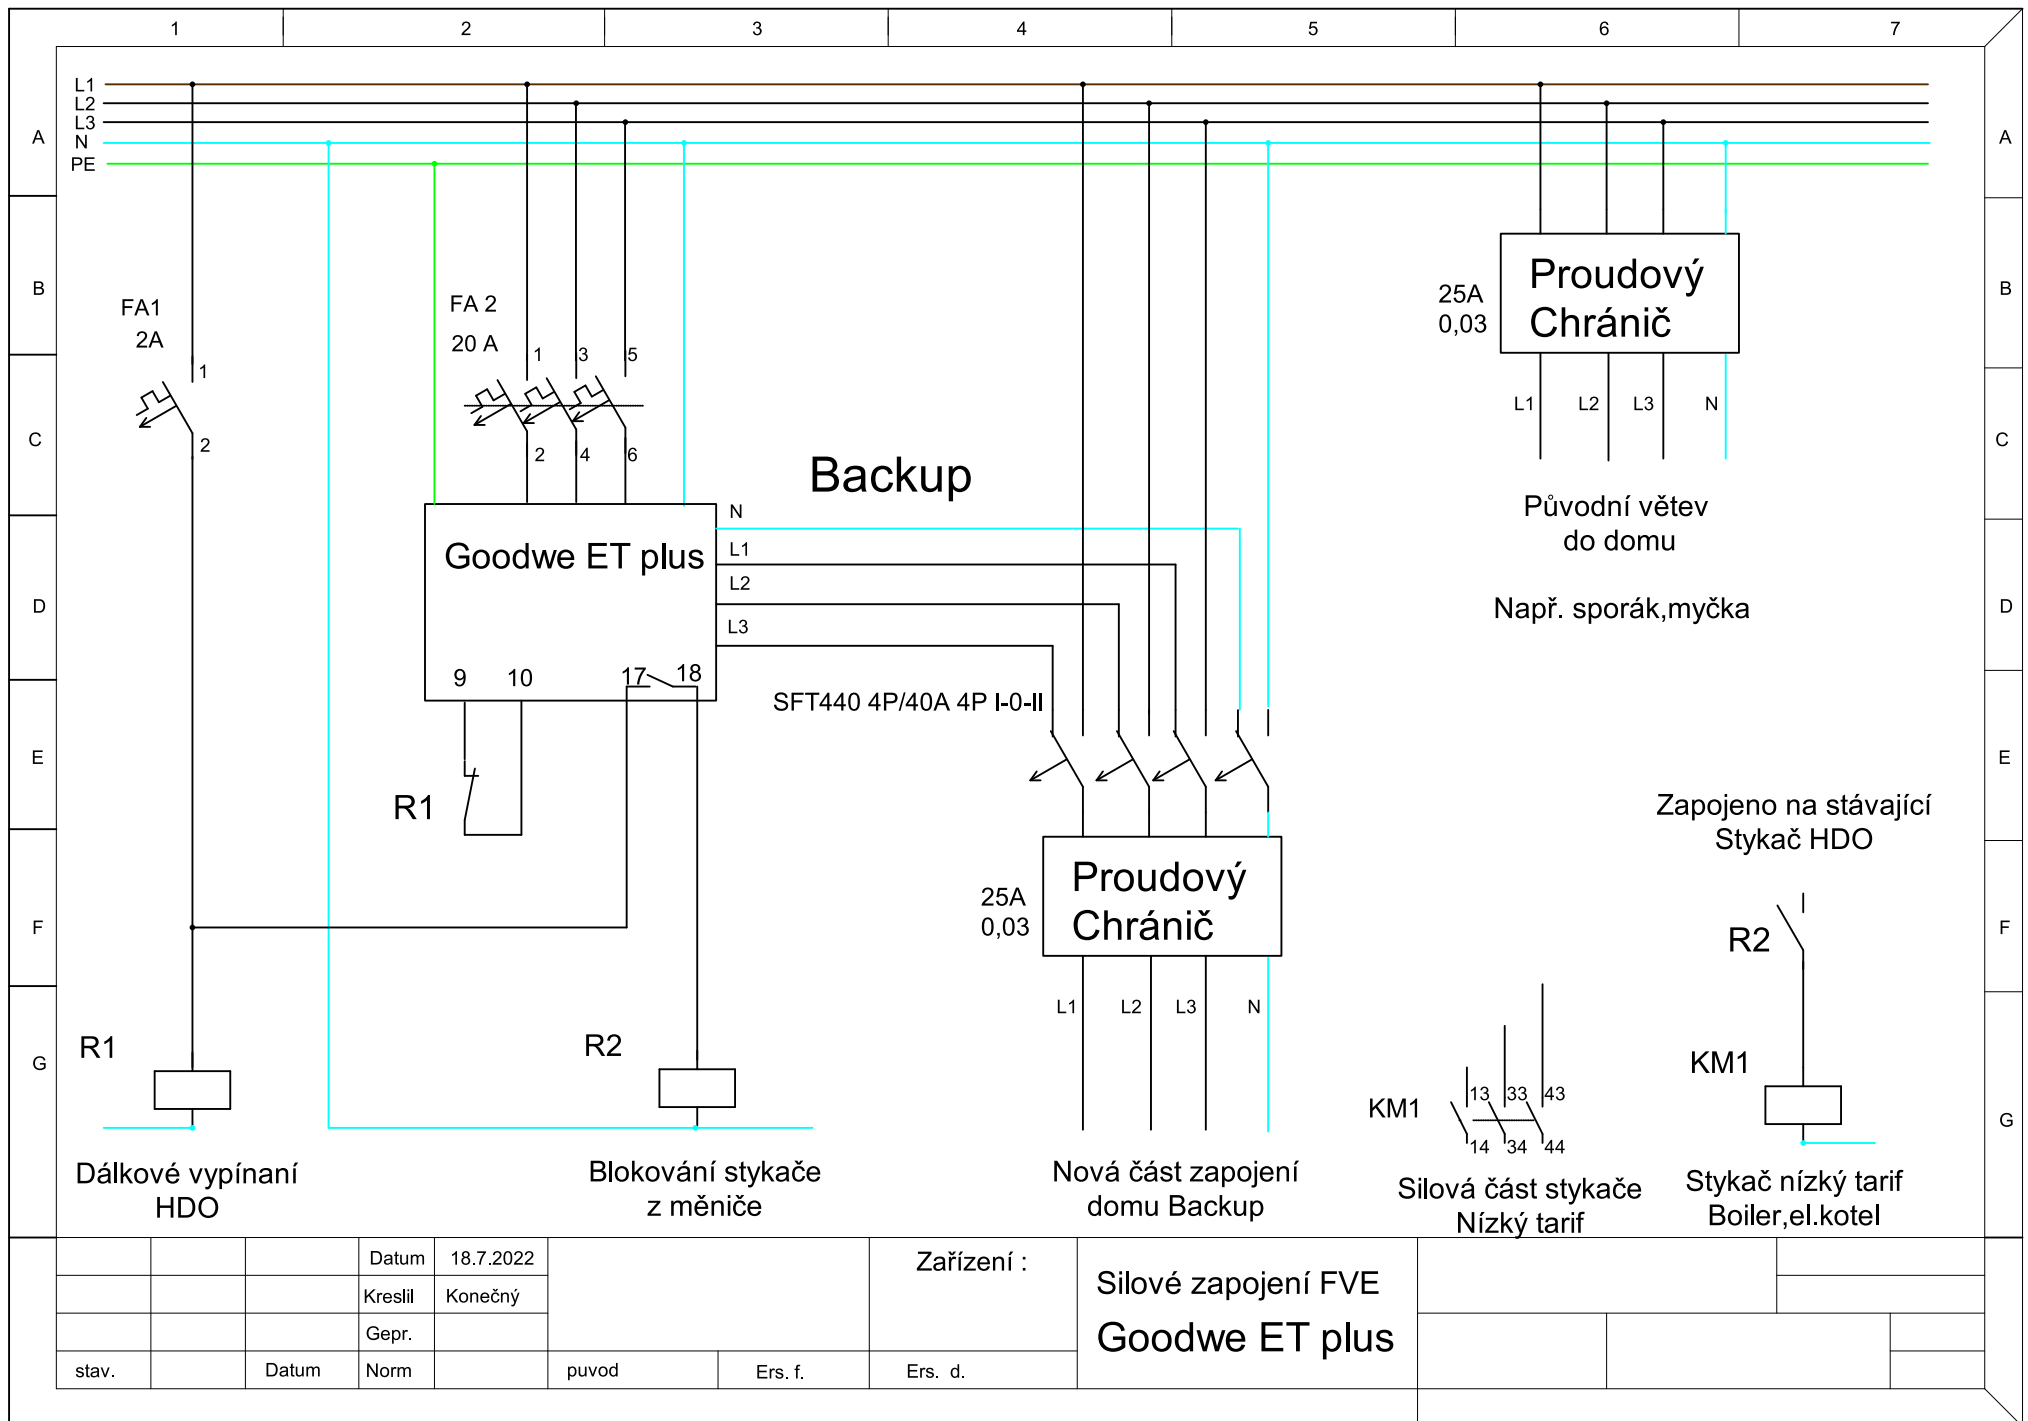 1 2 3 4 5 6 7
L1
L2
L3
N
PE
A A
B B
C C
D D
E E
F F
G G
FA1
2A
1
2
FA 2
20 A
1 3 5
2 4 6
25A
0,03
Proudový
Chránič
L1 L2 L3 N
Původní větev
do domu
Např. sporák,myčka
Backup
Goodwe ET plus
N
L1
L2
L3
9 10 17 18
SFT440 4P/40A 4P I-0-II
R1
25A
0,03
Proudový
Chránič
L1 L2 L3 N
Zapojeno na stávající
Stykač HDO
R2
KM1
R1
R2
KM1
13 33 43
14 34 44
Dálkové vypínaní
HDO
Blokování stykače
z měniče
Nová část zapojení
domu Backup
Silová část stykače
Nízký tarif
Stykač nízký tarif
Boiler,el.kotel
Datum 18.7.2022
Kreslil Konečný
Gepr.
stav. Datum Norm puvod Ers. f. Ers. d.
Zařízení :
Silové zapojení FVE
Goodwe ET plus